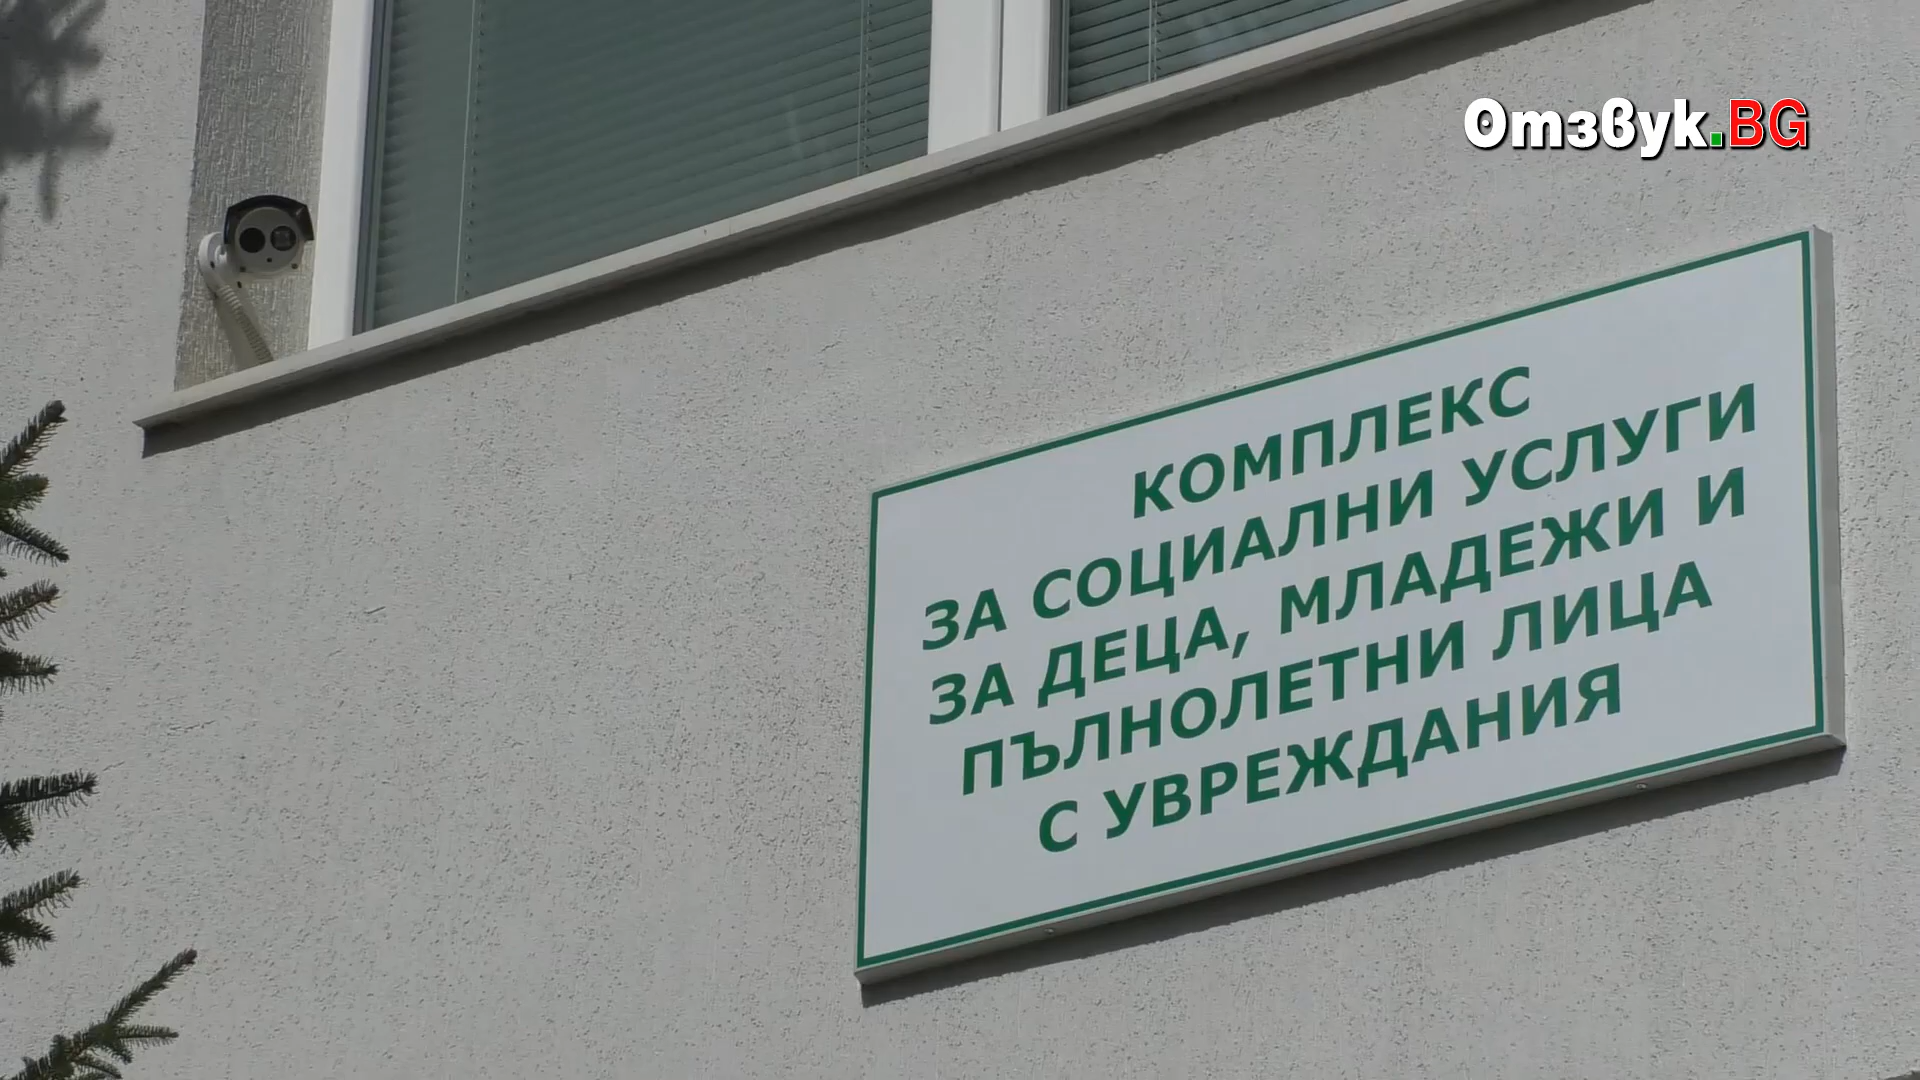 Отзвук.BG
КОМПЛЕКС
ЗА СОЦИАЛНИ УСЛУГИ
ЗА ДЕЦА, МЛАДЕЖИ И
ПЪЛНОЛЕТНИ ЛИЦА
С УВРЕЖДАНИЯ